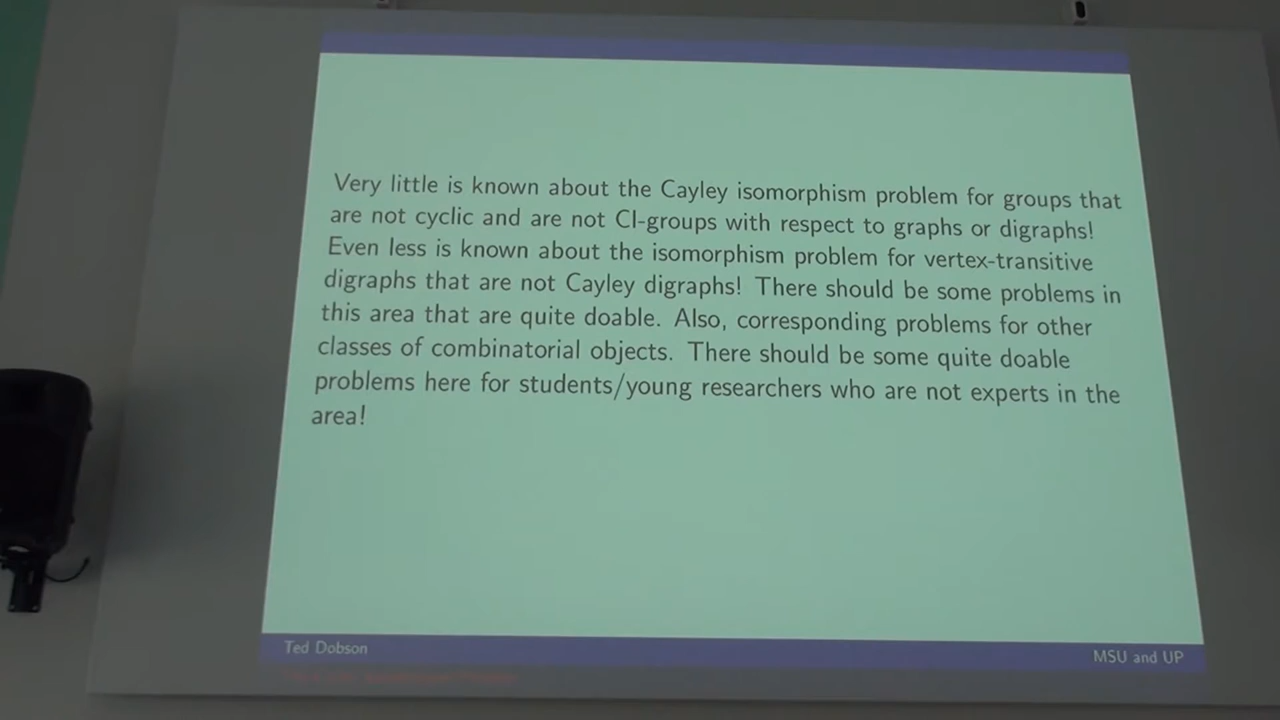 Very little is known about the Cayley isomorphism problem for groups that
are not cyclic and are not CI-groups with respect to graphs or digraphs!
Even less is known about the isomorphism problem for vertex-transitive
digraphs that are not Cayley digraphs! There should be some problems in
this area that are quite doable. Also, corresponding problems for other
classes of combinatorial objects. There should be some quite doable
problems here for students/young researchers who are not experts in the
area!
Ted Dobson
MSU and UP